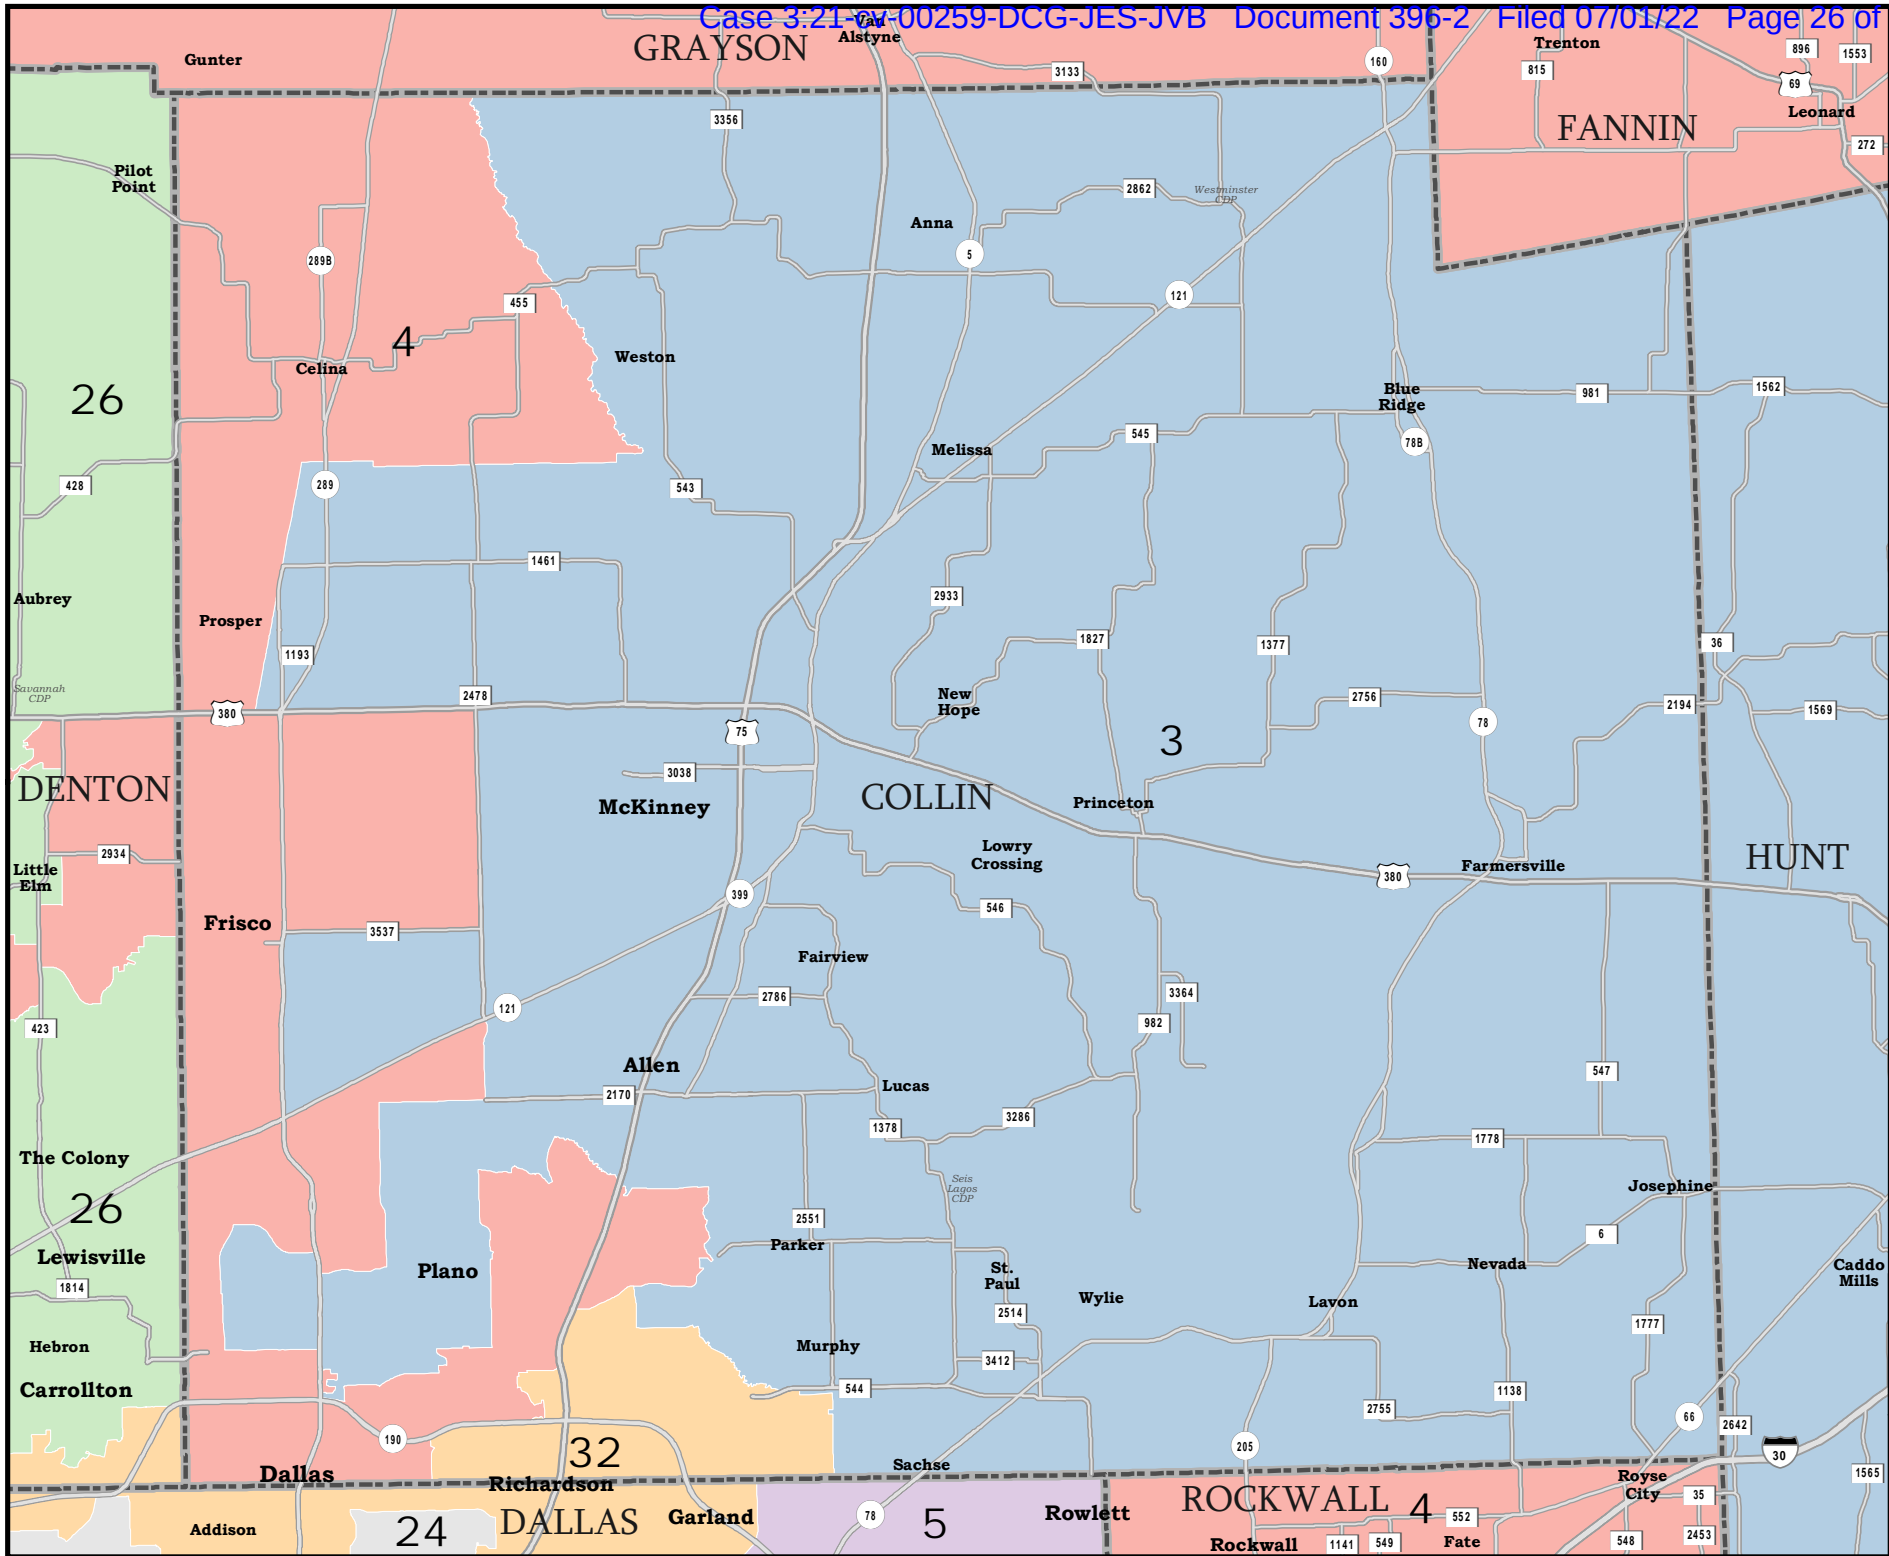 Case 3:21-cv-00259-DCG-JES-JVB Document 396-2 Filed 07/01/22 Page 26 of
Van
Alstyne
GRAYSON
Gunter
3133
160
Trenton
815
896
1553
69
Leonard
FANNIN
272
3356
Pilot
Point
2862
Westminster
CDP
Anna
5
289B
121
455
4
Celina
Weston
26
Blue
Ridge
981
1562
545
78B
Melissa
428
289
543
1461
2933
Aubrey
Prosper
1827
1377
36
1193
Savannah
CDP
2478
New
Hope
2756
2194
1569
380
75
78
3
3038
DENTON
McKinney
COLLIN
Princeton
Lowry
Crossing
2934
Little
Elm
380
Farmersville
HUNT
399
546
Frisco
3537
Fairview
2786
3364
121
982
423
Allen
547
2170
Lucas
1378
3286
1778
The Colony
Seis
Lagos
CDP
Josephine
26
2551
6
Parker
Lewisville
Plano
St.
Paul
Nevada
Caddo
Mills
1814
Wylie
Lavon
2514
1777
Hebron
Murphy
3412
Carrollton
544
1138
2755
66
2642
190
32
205
30
Sachse
Dallas
Richardson
Royse
City
1565
35
Addison
24
DALLAS
Garland
78
5
Rowlett
ROCKWALL
4
552
Rockwall
1141
549
Fate
548
2453